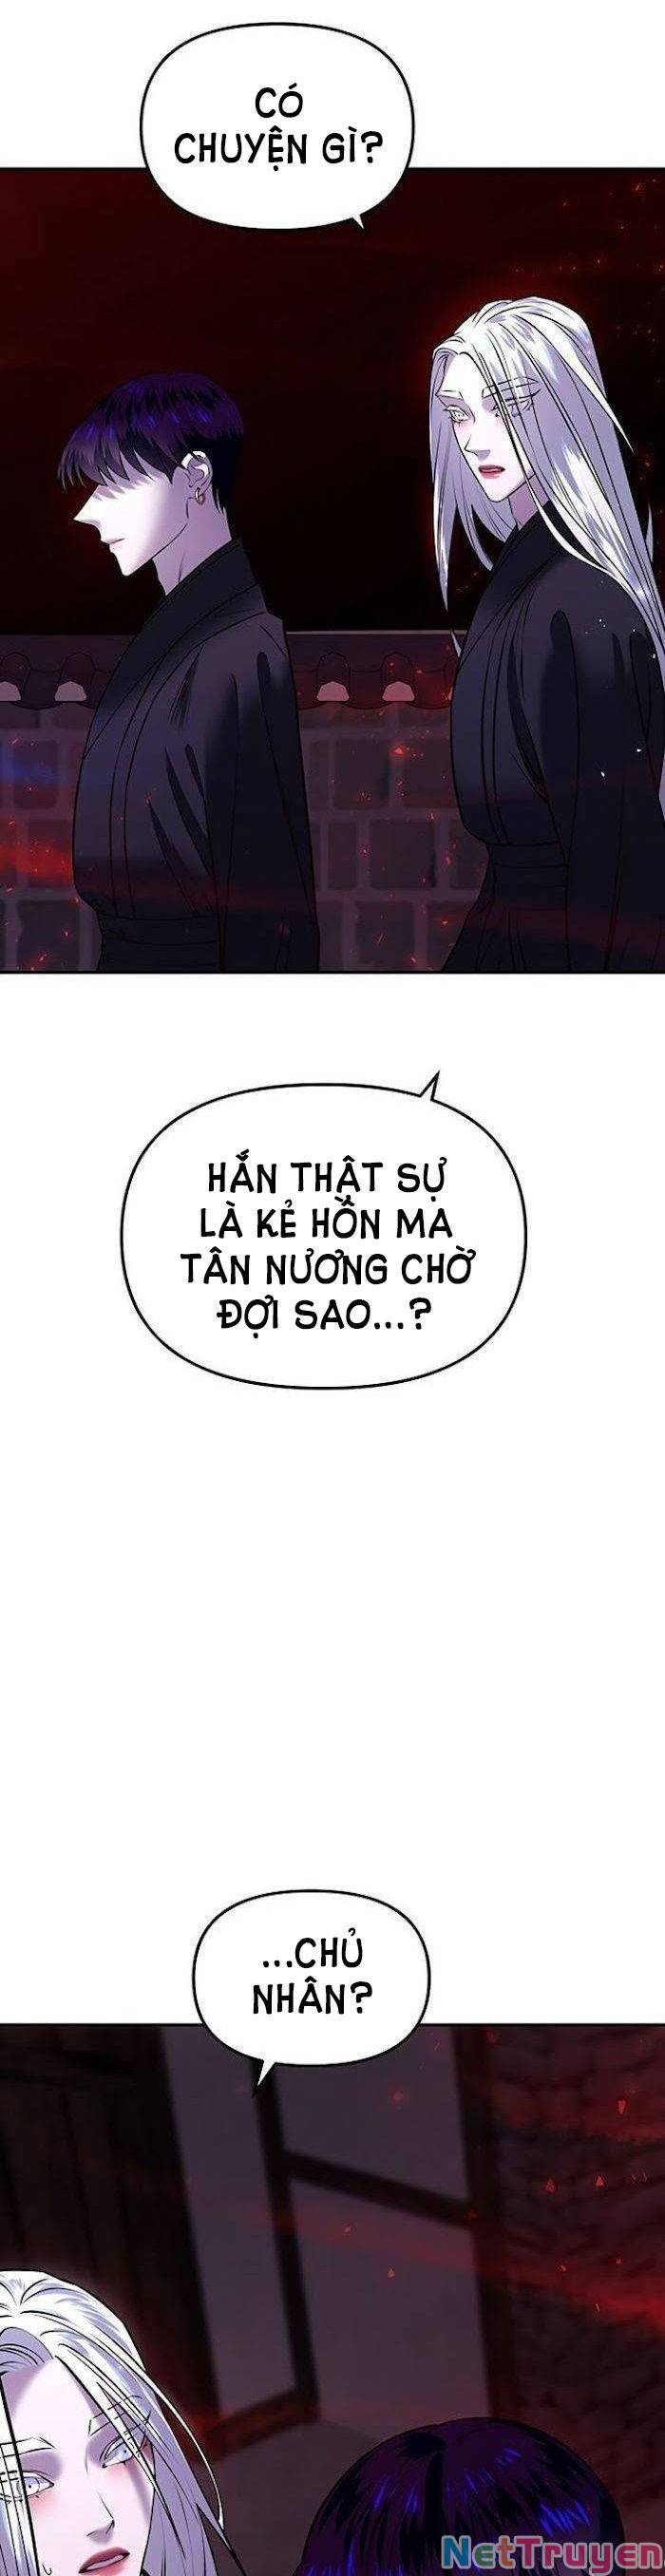 CÓ
CHUYỆN GÌ?
HẮN THẬT SỰ
LÀ KẺ HỒN MA
TÂN NƯƠNG CHỜ
ĐỢI SAO...?
...CHỦ
NHÂN?
NetTruyen